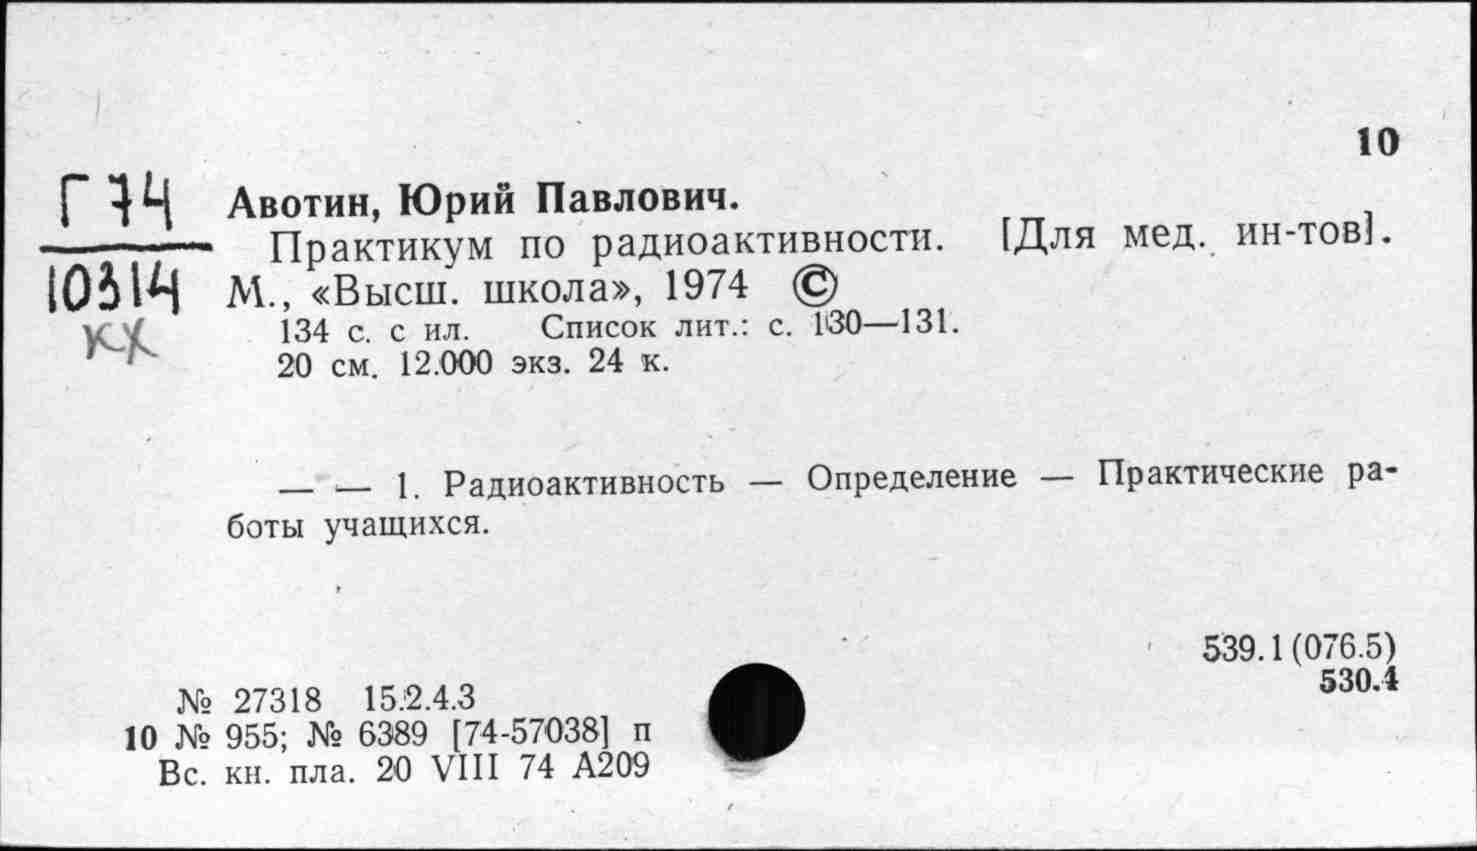 10
Г74 Авотин, Юрий Павлович.
Практикум по радиоактивности. [Для мед. ин-тов].
10314 М., «Высш. школа», 1974 ©
кх 134 с. с ил. Список лит.: с. 130—131.
20 см. 12.000 экз. 24 к.
— — 1. Радиоактивность — Определение — Практические ра-
боты учащихся.
539.1(076.5)
530.4
№ 27318 15.2.4.3
10 № 955; № 6389 [74-57038] п
Вс. кн. пла. 20 VIII 74 А209